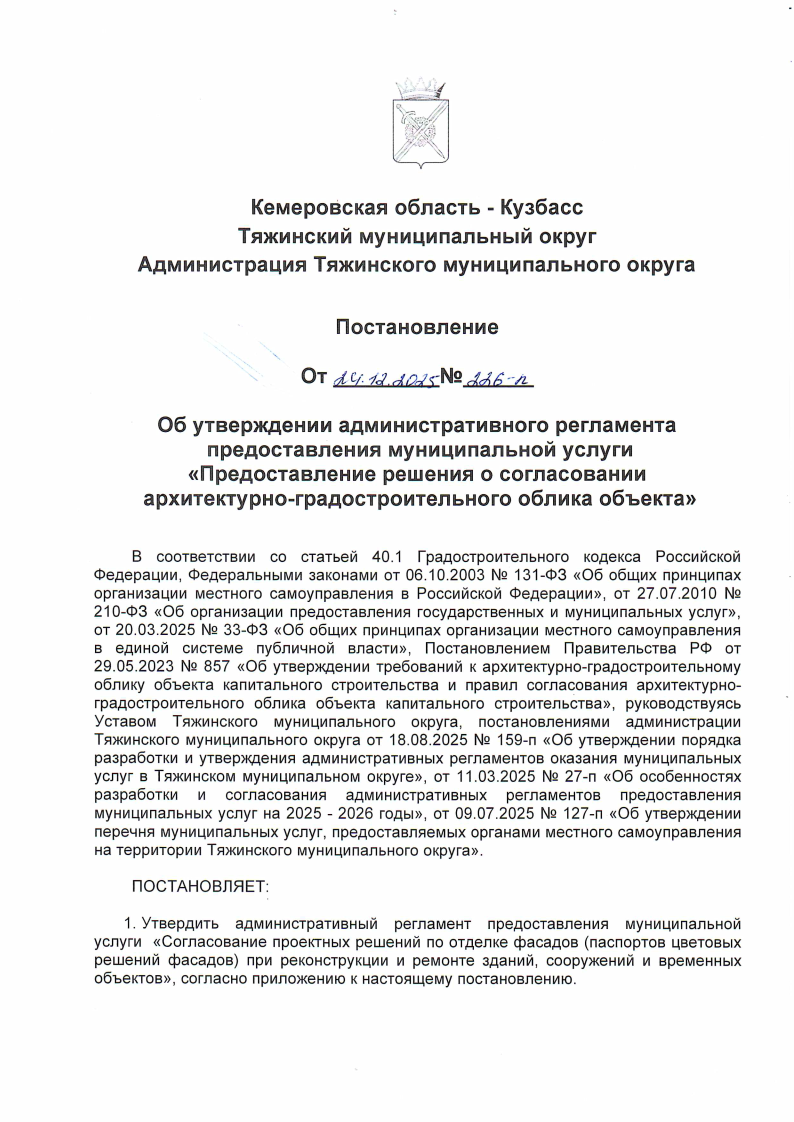 Кемеровская область - Кузбасс
Тяжинский муниципальный округ
Администрация Тяжинского муниципального округа
Постановление
От 24.12.2025 № 226-п
Об утверждении административного регламента
предоставления муниципальной услуги
«Предоставление решения о согласовании
архитектурно-градостроительного облика объекта»
В соответствии со статьей 40.1 Градостроительного кодекса Российской
Федерации, Федеральными законами от 06.10.2003 № 131-ФЗ «Об общих принципах
организации местного самоуправления в Российской Федерации», от 27.07.2010 №
210-ФЗ «Об организации предоставления государственных и муниципальных услуг»,
от 20.03.2025 № 33-ФЗ «Об общих принципах организации местного самоуправления
в единой системе публичной власти», Постановлением Правительства РФ от
29.05.2023 № 857 «Об утверждении требований к архитектурно-градостроительному
облику объекта капитального строительства и правил согласования архитектурно-
градостроительного облика объекта капитального строительства», руководствуясь
Уставом Тяжинского муниципального округа, постановлениями администрации
Тяжинского муниципального округа от 18.08.2025 № 159-п «Об утверждении порядка
разработки и утверждения административных регламентов оказания муниципальных
услуг в Тяжинском муниципальном округе», от 11.03.2025 № 27-п «Об особенностях
разработки и согласования административных регламентов предоставления
муниципальных услуг на 2025 - 2026 годы», от 09.07.2025 № 127-п «Об утверждении
перечня муниципальных услуг, предоставляемых органами местного самоуправления
на территории Тяжинского муниципального округа».
ПОСТАНОВЛЯЕТ:
1. Утвердить административный регламент предоставления муниципальной
услуги «Согласование проектных решений по отделке фасадов (паспортов цветовых
решений фасадов) при реконструкции и ремонте зданий, сооружений и временных
объектов», согласно приложению к настоящему постановлению.